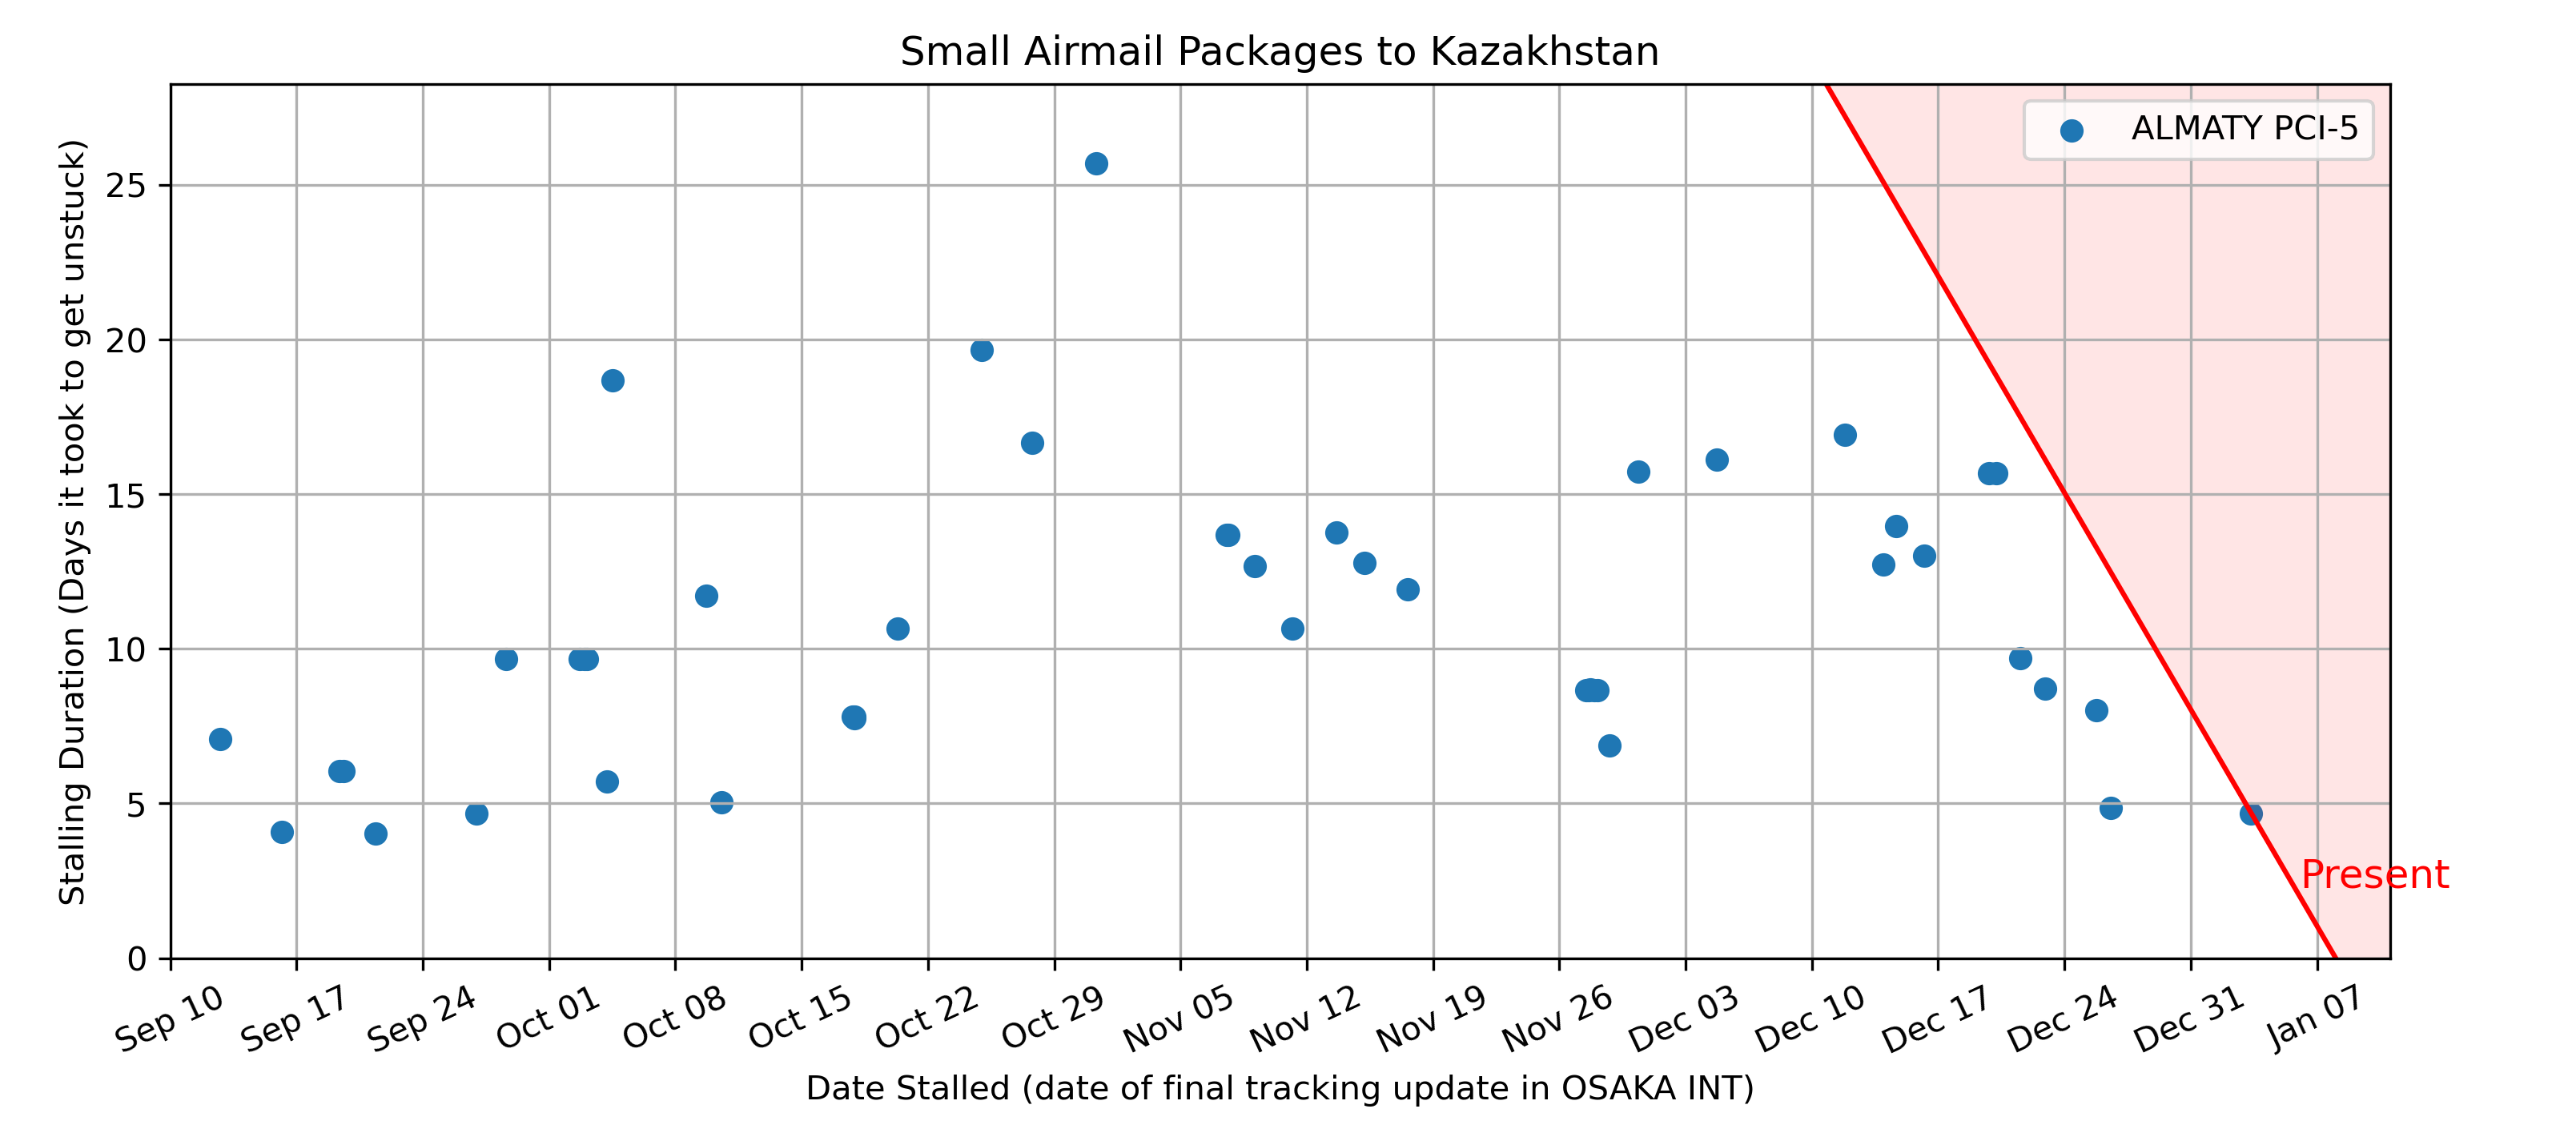 Small Airmail Packages to Kazakhstan
ALMATY PCI-5
Stalling Duration (Days it took to get unstuck)
25
20
15
10
5
0
Present
Sep 10
Sep 17
Sep 24
Oct 01
Oct 08
Oct 15
Oct 22
Oct 29
Nov 05
Nov 12
Nov 19
Nov 26
Dec 03
Dec 10
Dec 17
Dec 24
Dec 31
Jan 07
Date Stalled (date of final tracking update in OSAKA INT)